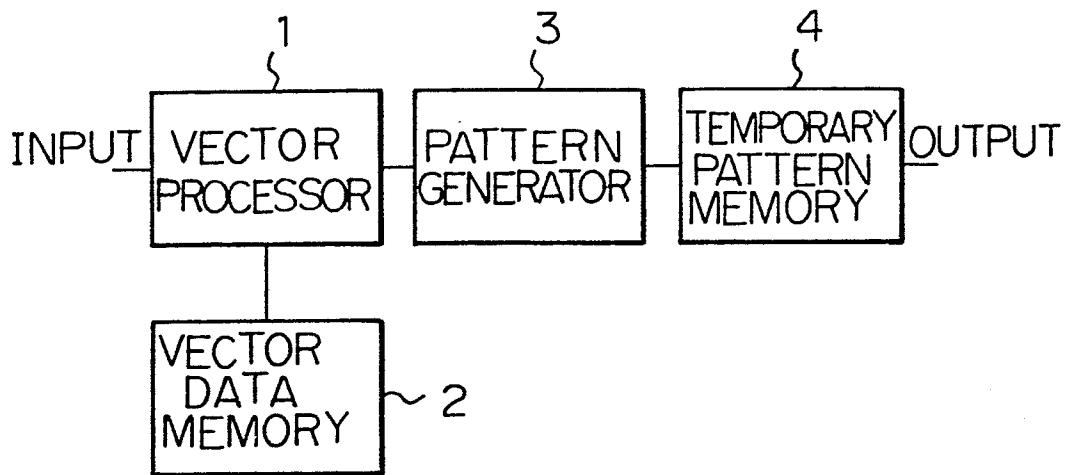 1
3
4
INPUT
VECTOR
PROCESSOR
PATTERN
GENERATOR
TEMPORARY
PATTERN
MEMORY
OUTPUT
VECTOR
DATA
MEMORY
2